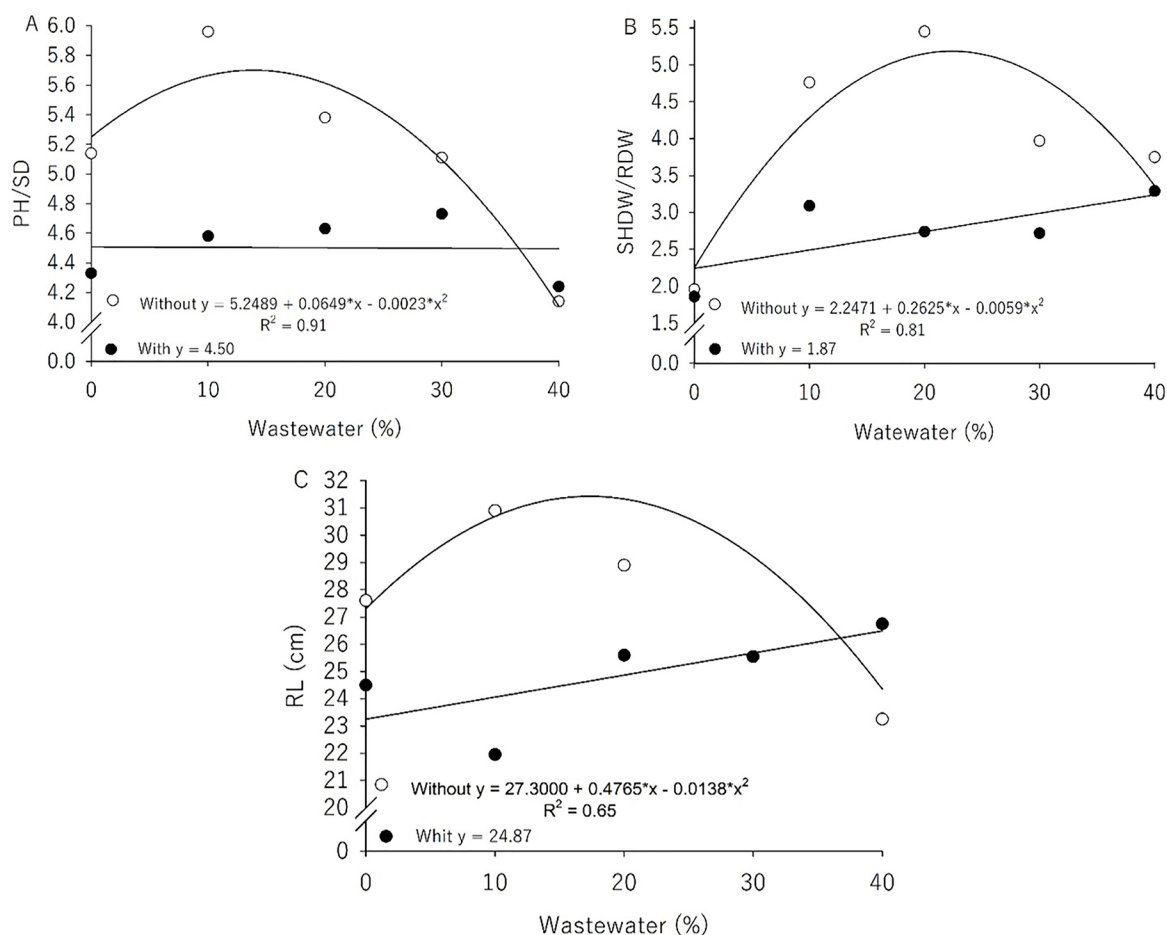 A
6.0
5.8
5.6
5.4
5.2
5.0
4.8
4.6
4.4
4.2
4.0
0.0
PH/SD
Without y = 5.2489 + 0.0649*x - 0.0023*x²
R² = 0.91
With y = 4.50
0 10 20 30 40
Wastewater (%)
B
5.5
5.0
4.5
4.0
3.5
3.0
2.5
2.0
1.5
0.0
SHDW/RDW
Without y = 2.2471 + 0.2625*x - 0.0059*x²
R² = 0.81
With y = 1.87
0 10 20 30 40
Watewater (%)
C
32
31
30
29
28
27
26
25
24
23
22
21
20
0
RL (cm)
Without y = 27.3000 + 0.4765*x - 0.0138*x²
R² = 0.65
Whit y = 24.87
0 10 20 30 40
Wastewater (%)